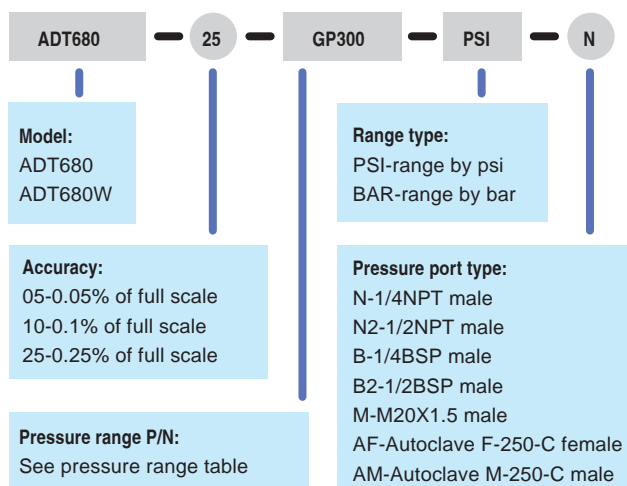 ADT680 25 GP300 PSI N
Model:
ADT680
ADT680W
Range type:
PSI-range by psi
BAR-range by bar
Accuracy:
05-0.05% of full scale
10-0.1% of full scale
25-0.25% of full scale
Pressure port type:
N-1/4NPT male
N2-1/2NPT male
B-1/4BSP male
B2-1/2BSP male
M-M20X1.5 male
AF-Autoclave F-250-C female
AM-Autoclave M-250-C male
Pressure range P/N:
See pressure range table